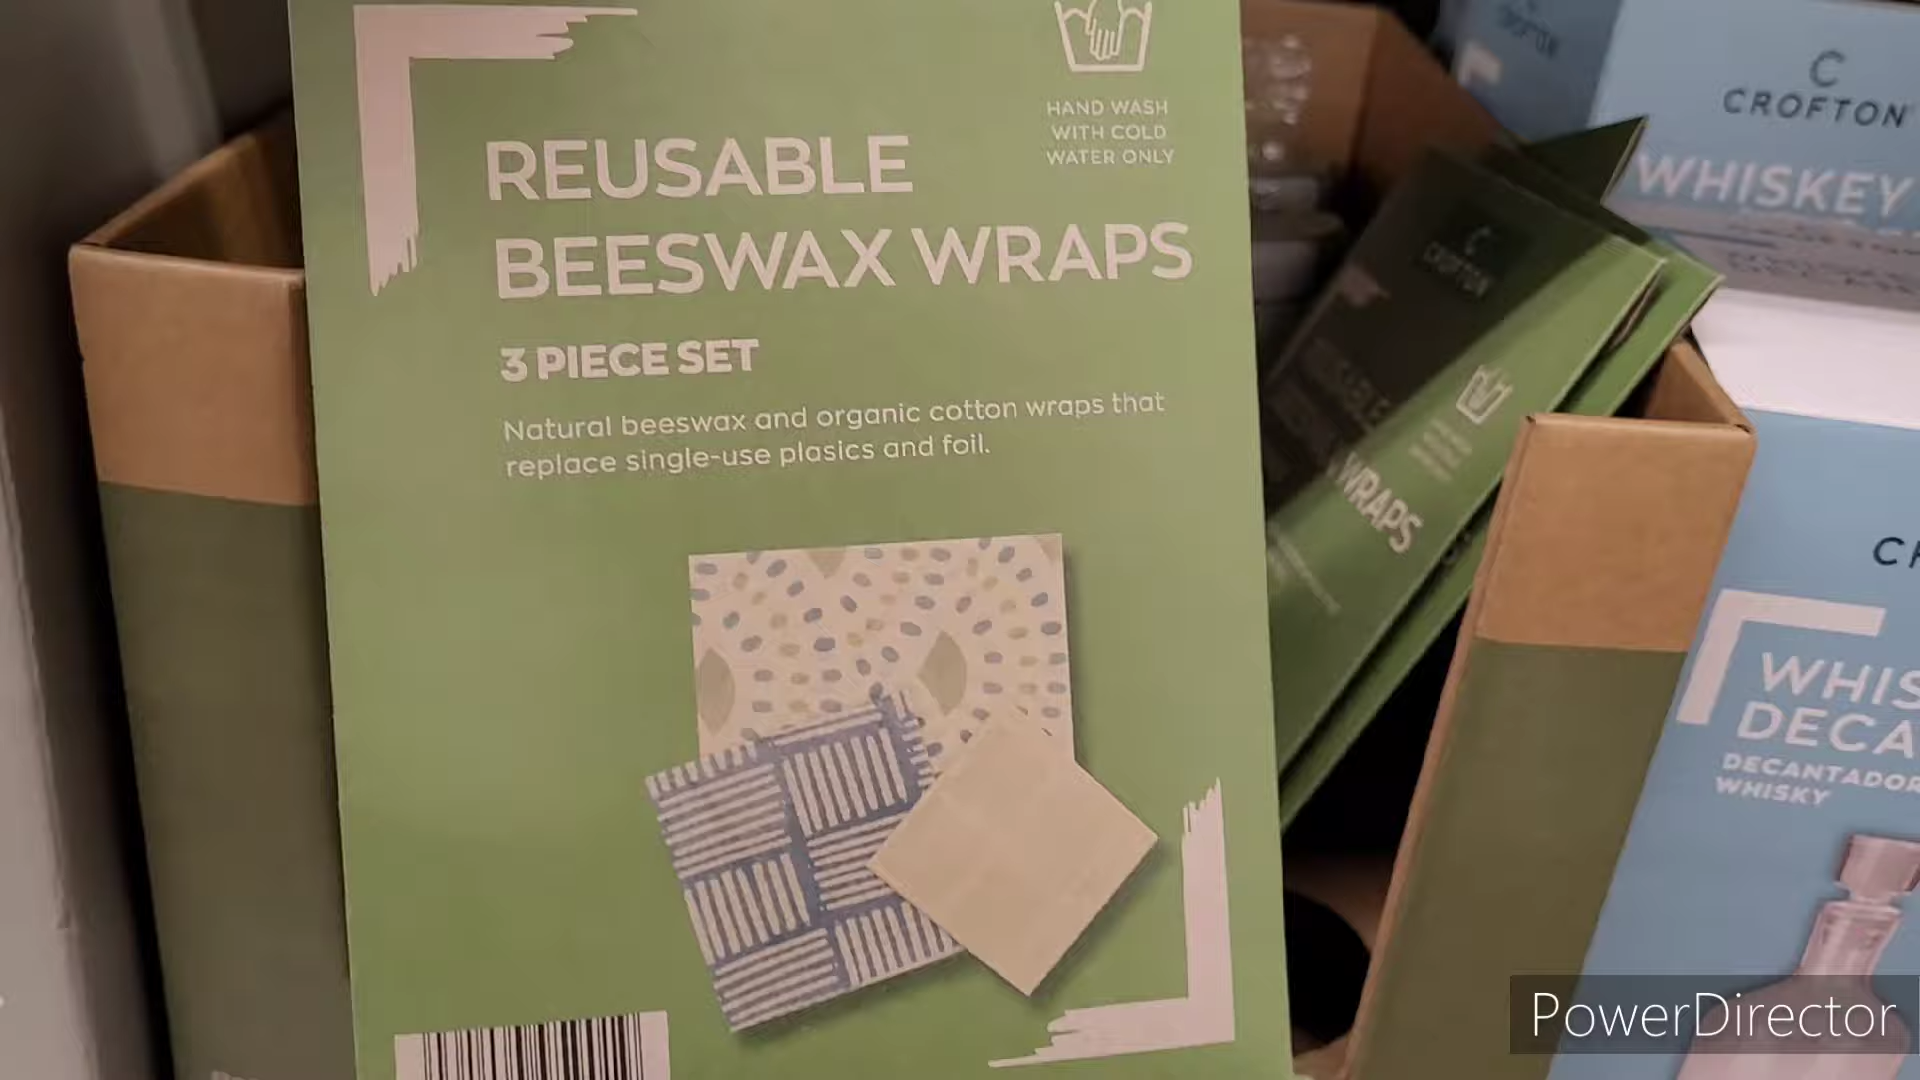 HAND WASH
WITH COLD
WATER ONLY
REUSABLE
BEESWAX WRAPS
3 PIECE SET
Natural beeswax and organic cotton wraps that
replace single-use plasics and foil.
C
CROFTON
WRAPS
CROFTON
C
CROFTON
WHISKEY
WHIS
DECA
DECANTADOR
WHISKY
PowerDirector